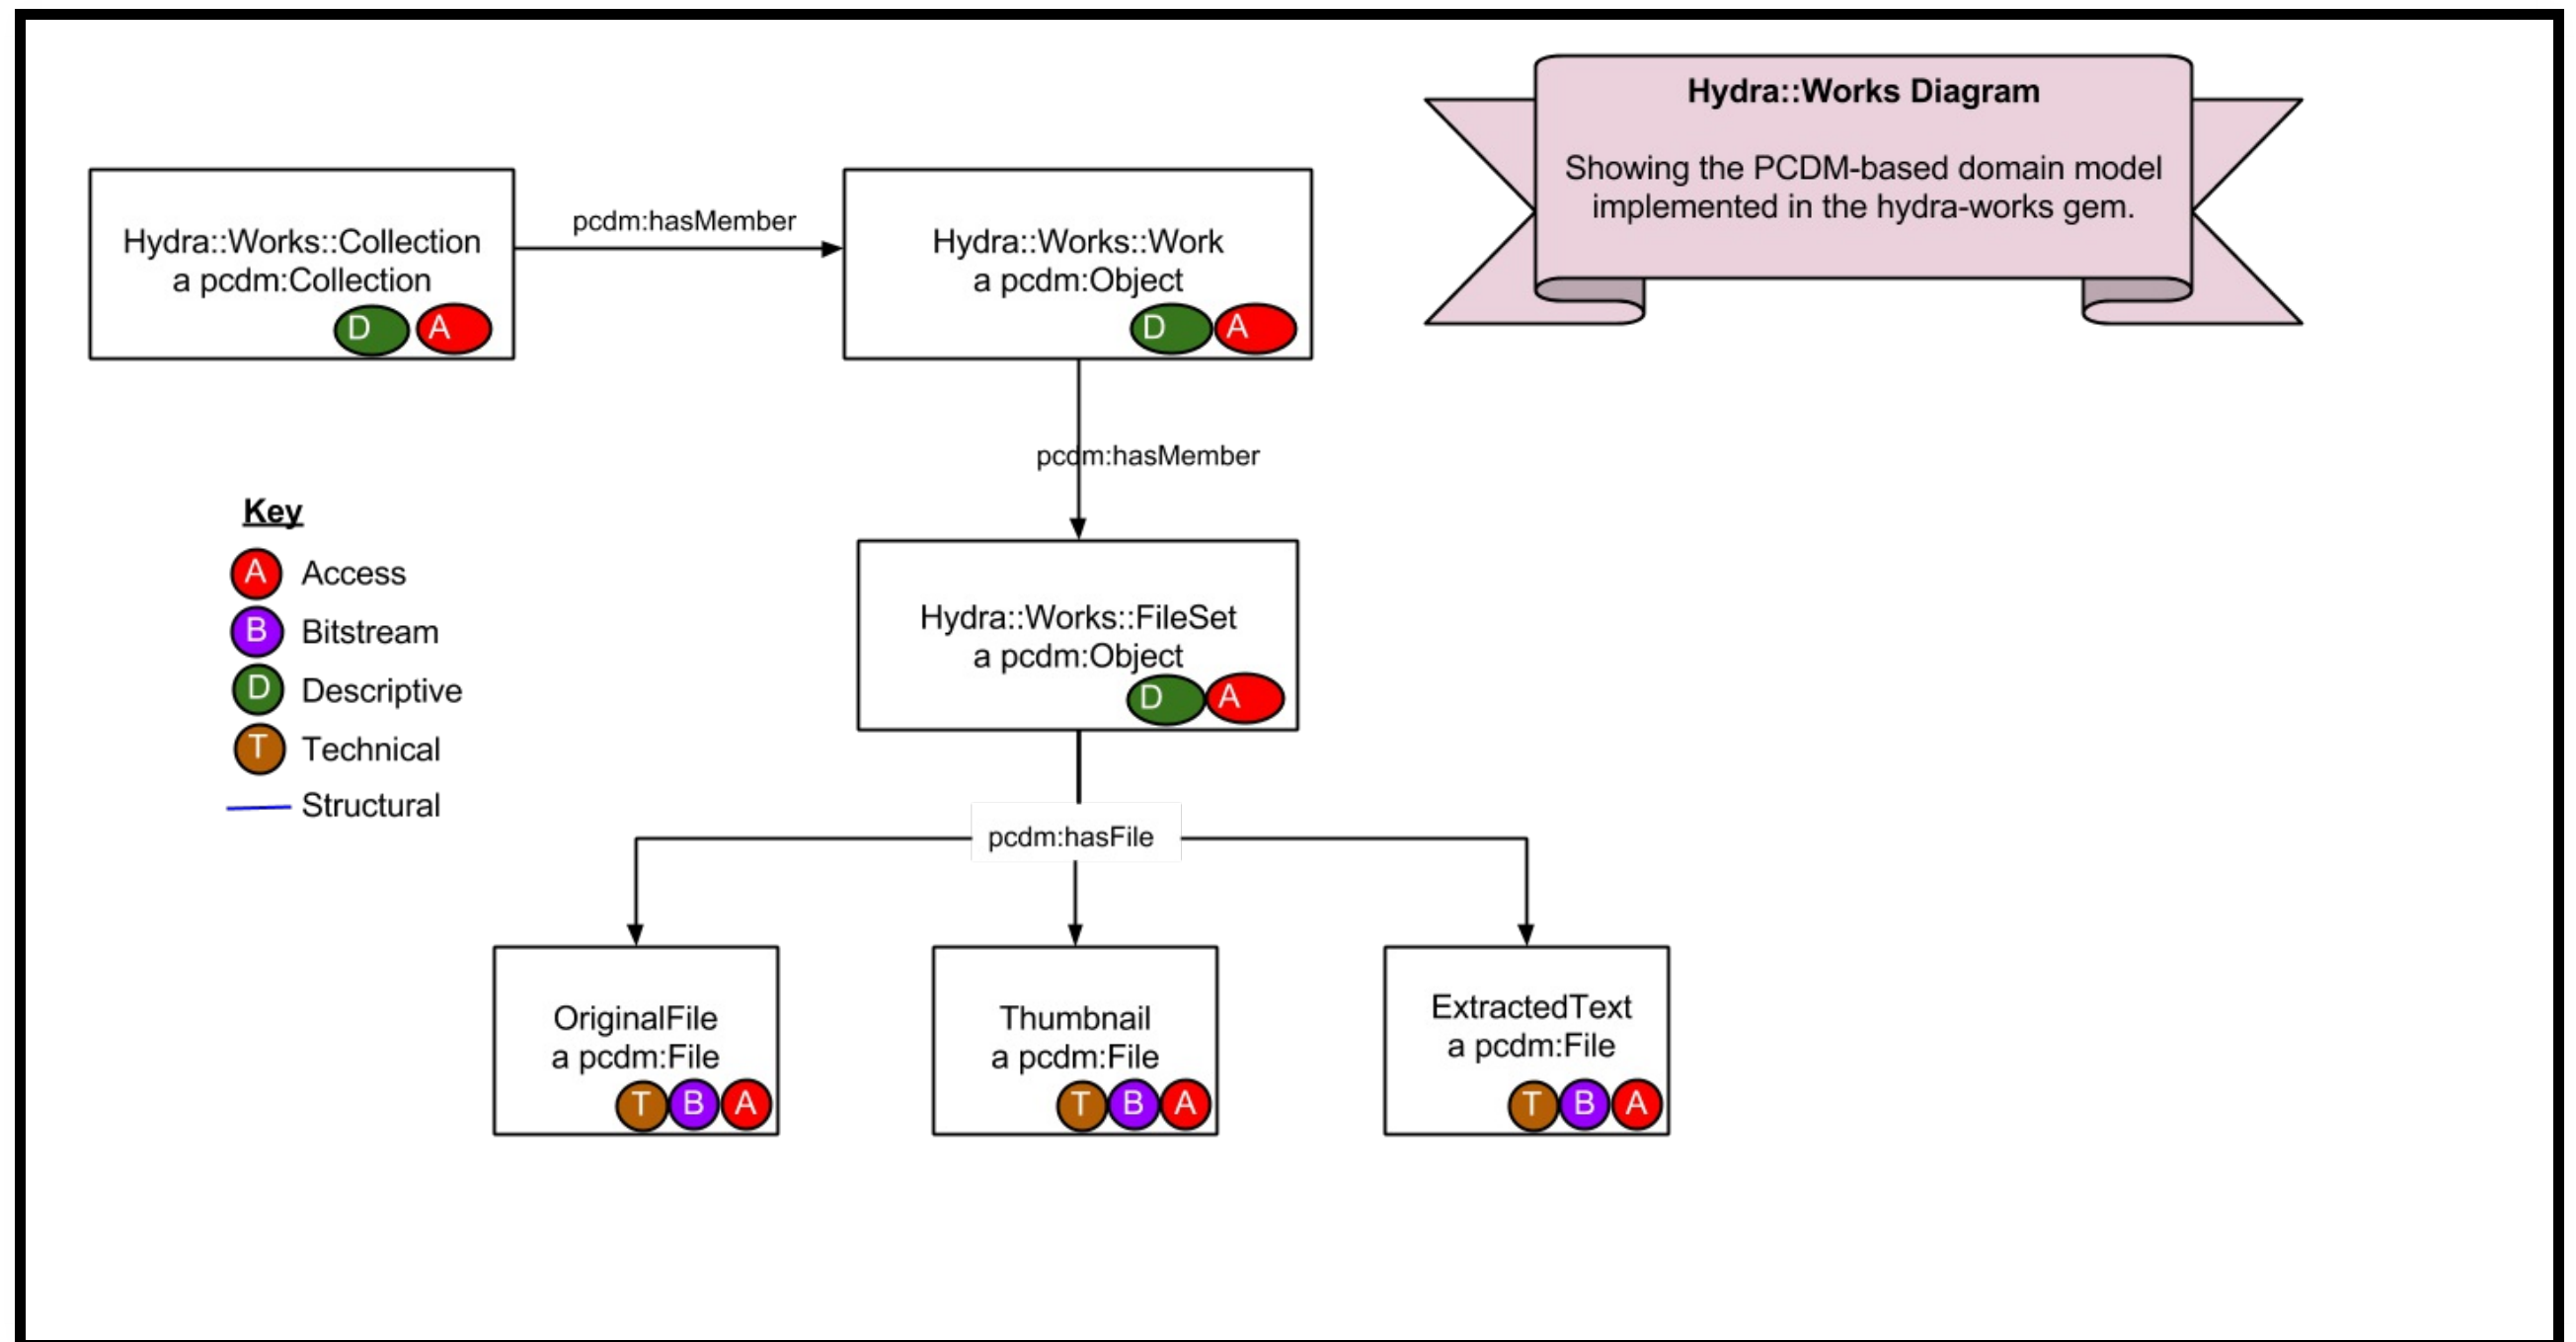 Hydra::Works Diagram
Showing the PCDM-based domain model
implemented in the hydra-works gem.
Hydra::Works::Collection
a pcdm:Collection
D A
pcdm:hasMember
Hydra::Works::Work
a pcdm:Object
D A
pcdm:hasMember
Key
A Access
B Bitstream
D Descriptive
T Technical
Structural
Hydra::Works::FileSet
a pcdm:Object
D A
pcdm:hasFile
OriginalFile
a pcdm:File
T B A
Thumbnail
a pcdm:File
T B A
ExtractedText
a pcdm:File
T B A